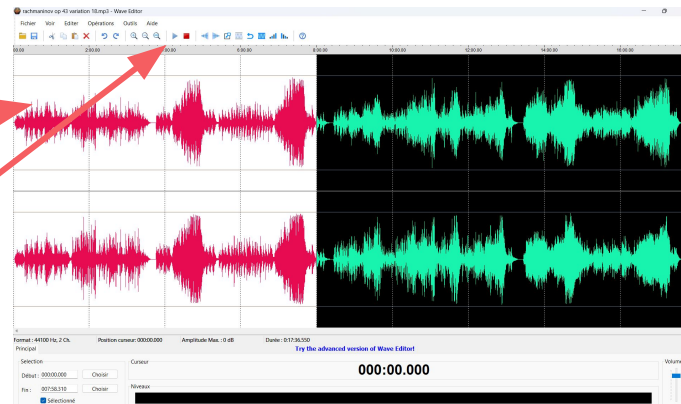 rachmaninov op 43 variation 18.mp3 - Wave Editor
Fichier Voir Editer Opérations Outils Aide
00:00 2:00:00 00:00 6:00:00 8:00:00 10:00:00 12:00:00 14:00:00 16:00:00
Format : 44100 Hz, 2 Ch. Position curseur: 000:00.000 Amplitude Max. : 0 dB Durée : 0:17:36.550
Principal Try the advanced version of Wave Editor!
Selection Curseur Volume
000:00.000
Début : 000:00.000 Choisir
Fin : 007:58.310 Choisir Niveaux
Sélectionné